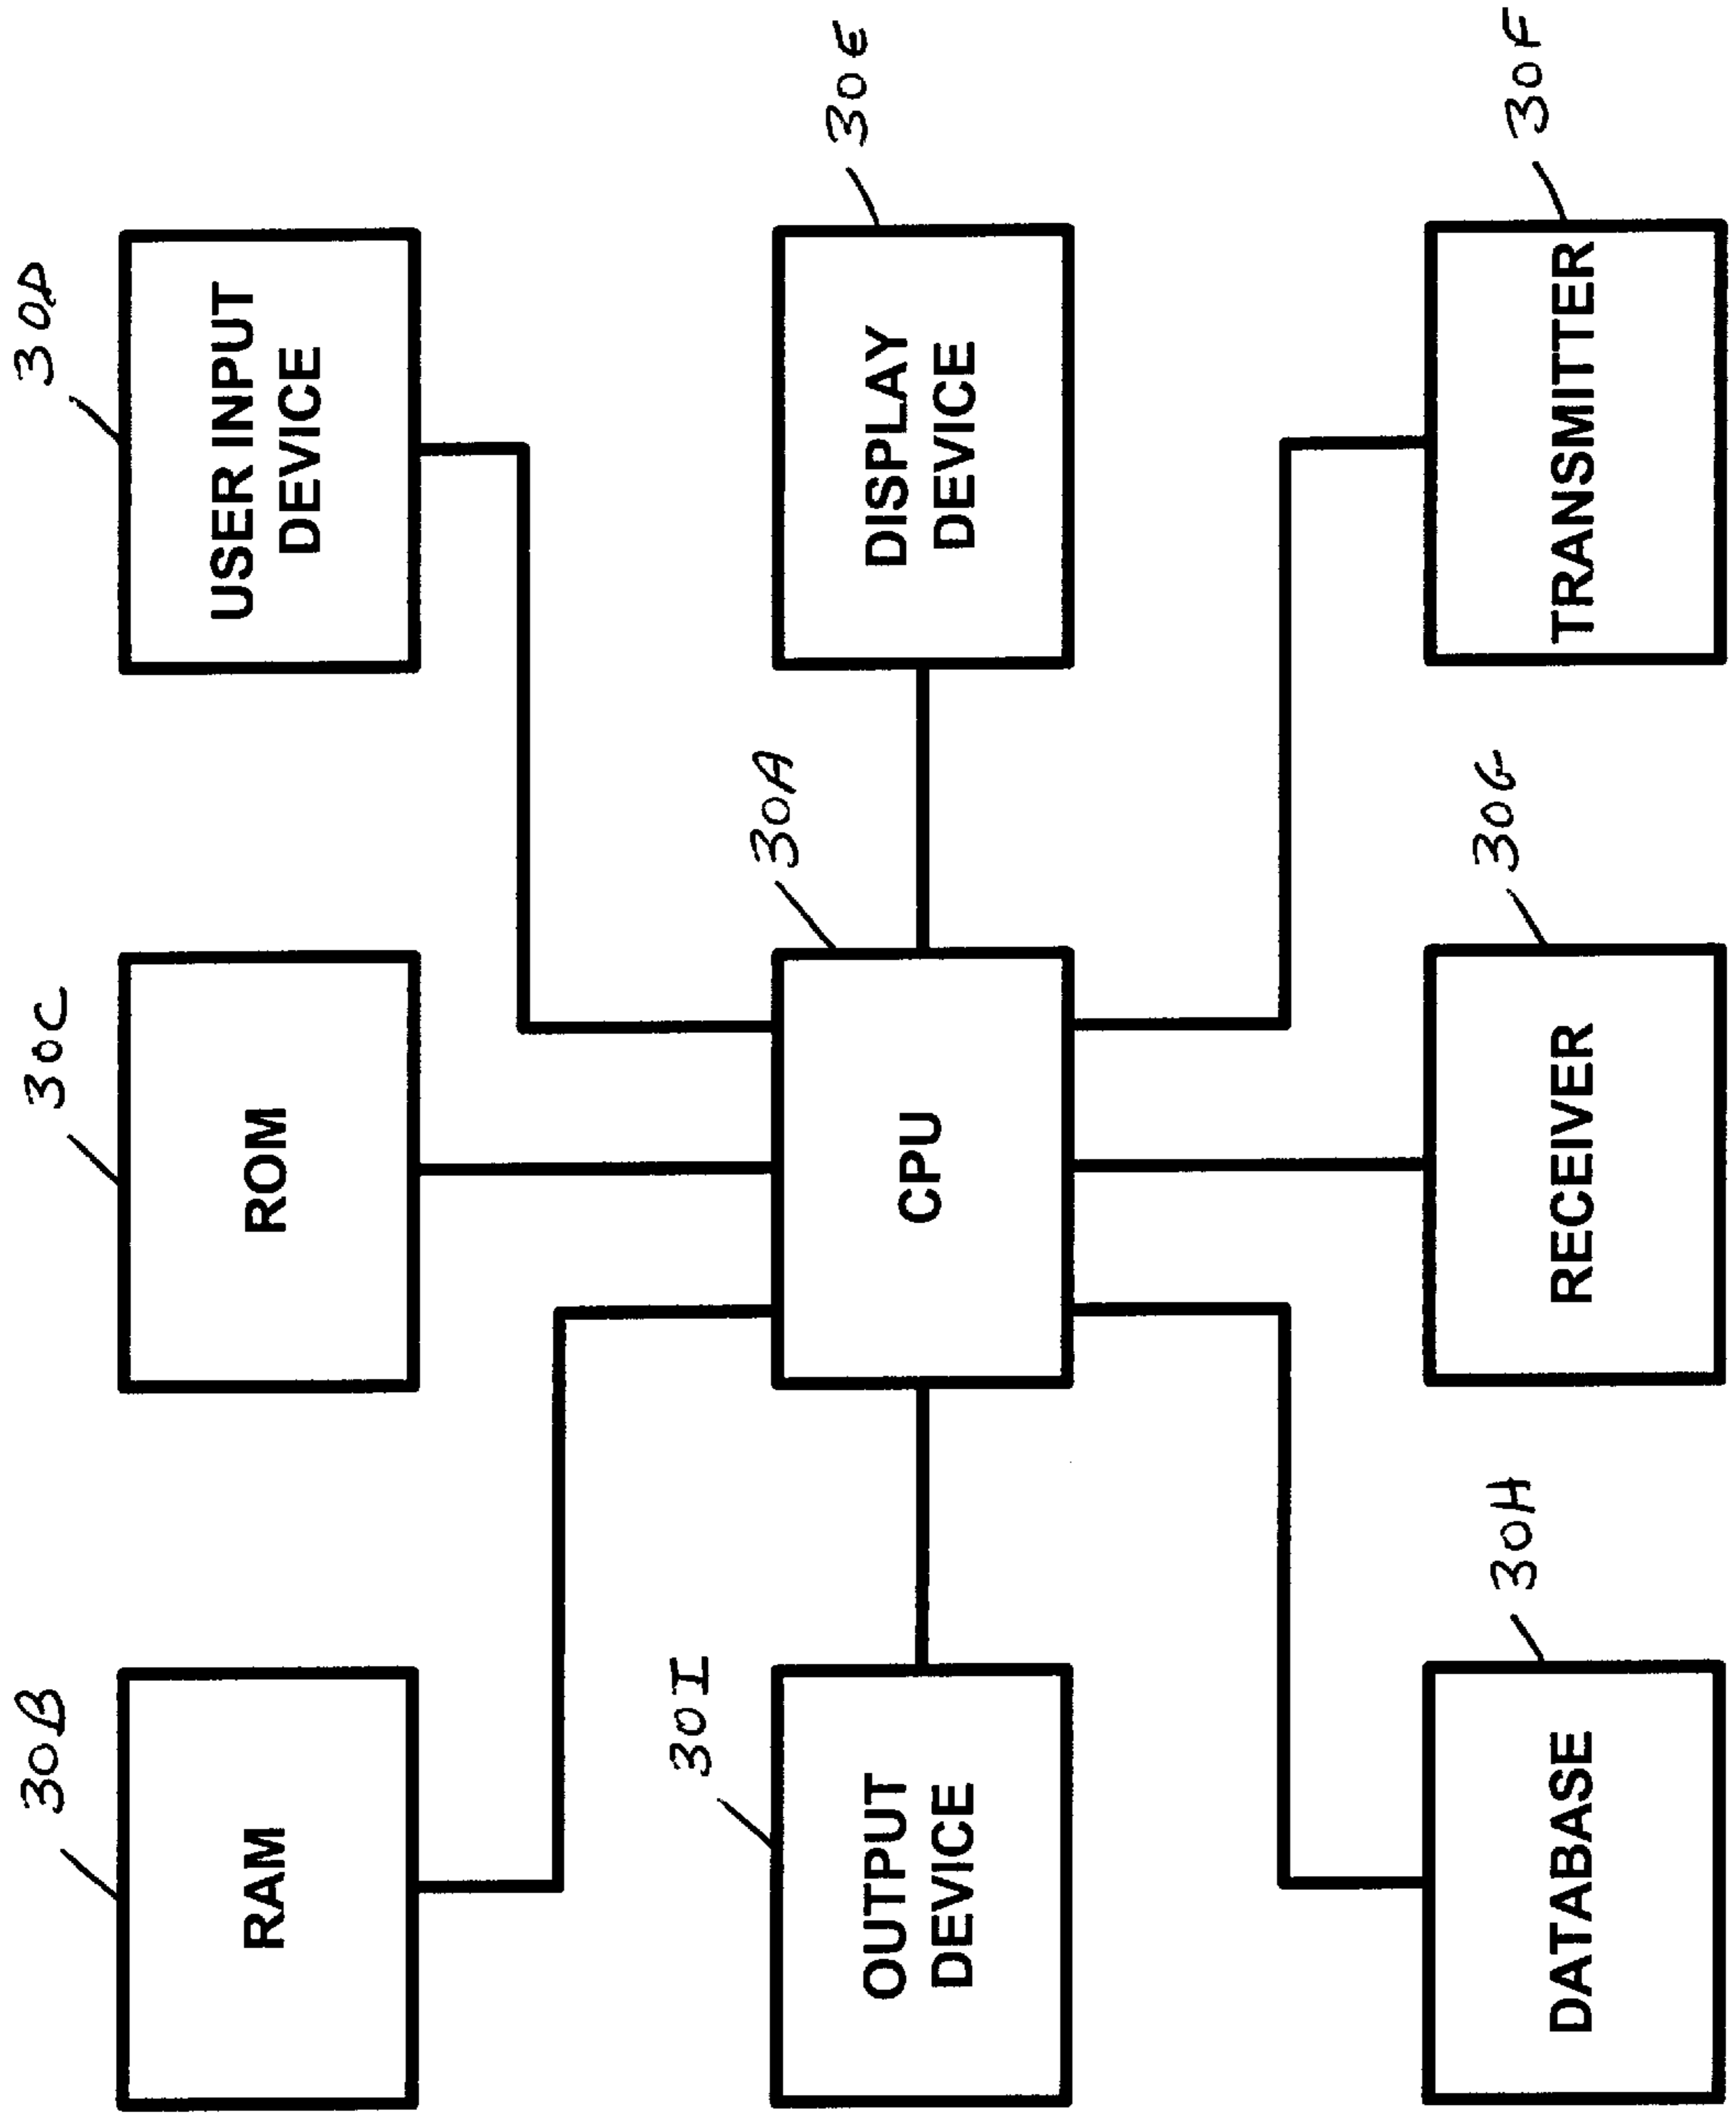 30B
30C
30D
RAM
ROM
USER INPUT
DEVICE
30I
30A
30E
OUTPUT
DEVICE
CPU
DISPLAY
DEVICE
30H
30G
30F
DATABASE
RECEIVER
TRANSMITTER